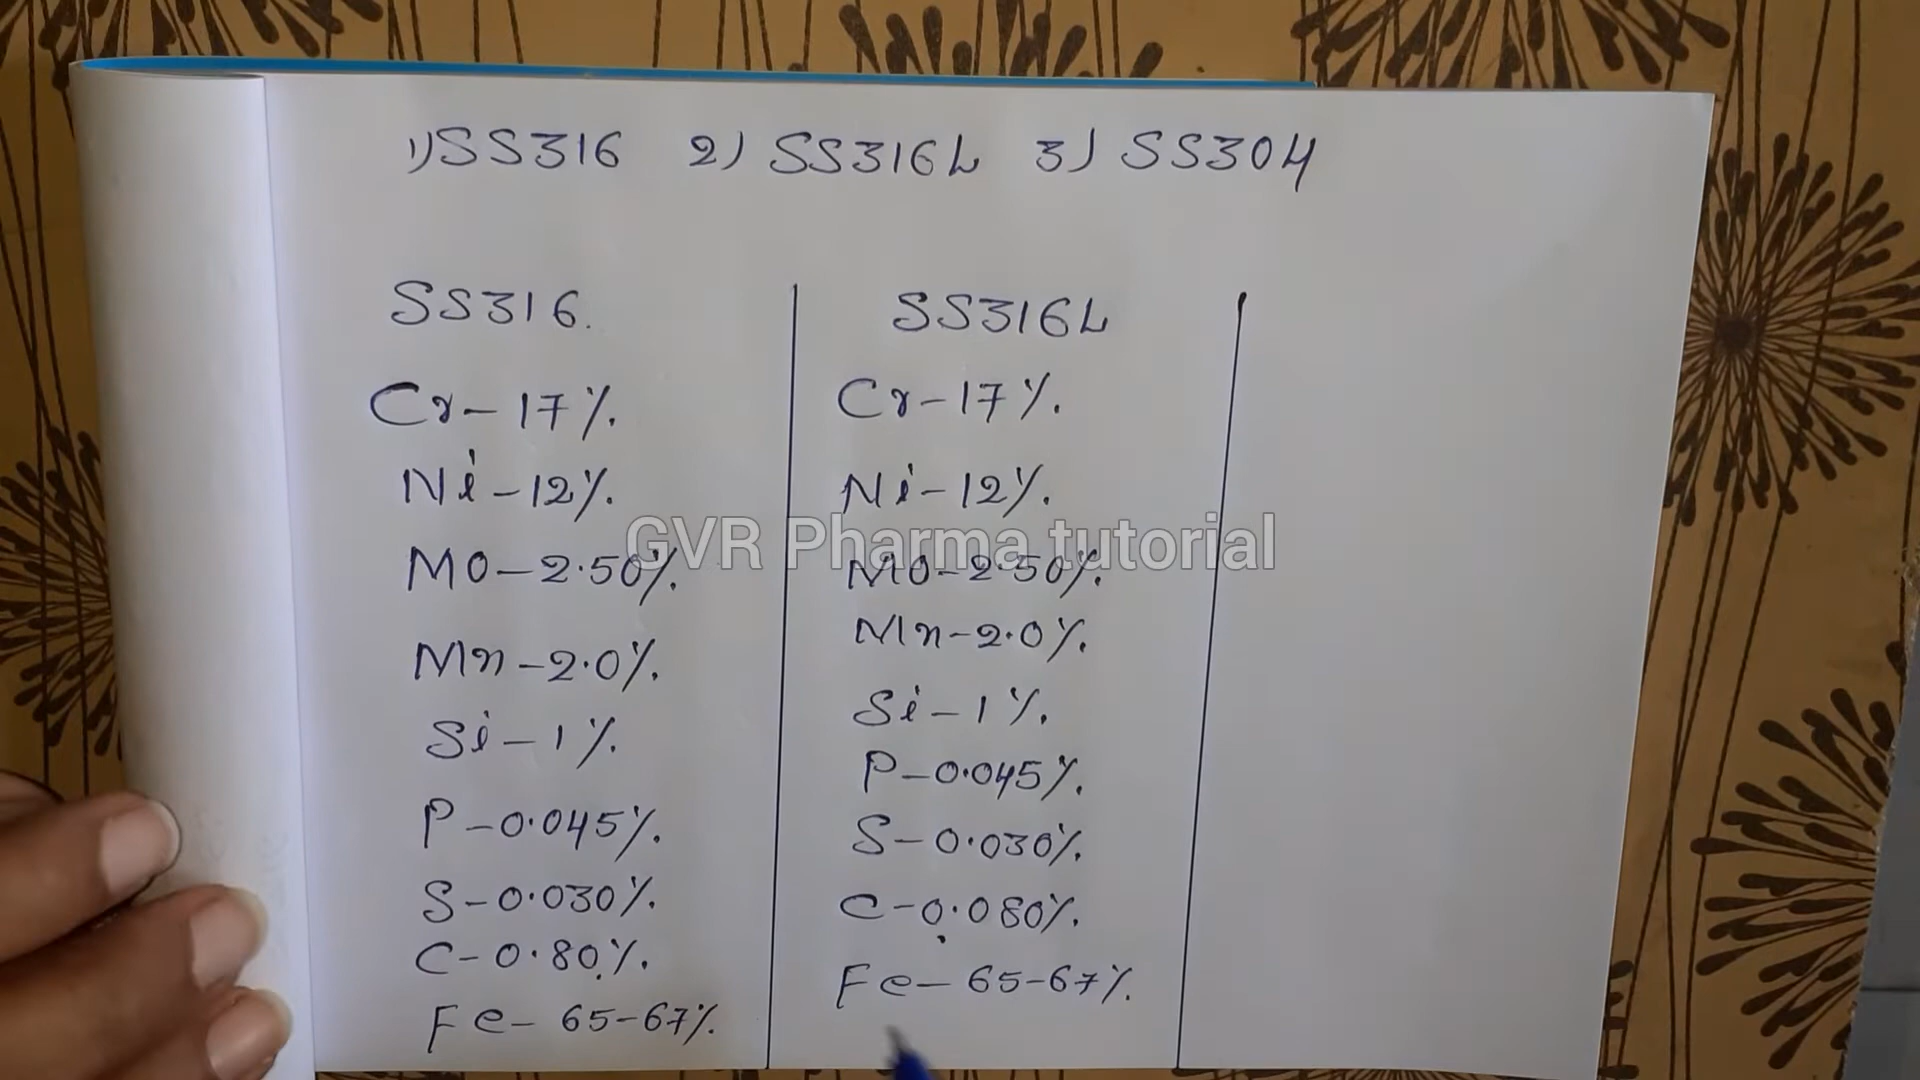 1) SS316 2) SS316L 3) SS304
SS316.
Cr-17%.
Ni-12%.
MO-2.50%.
Mn-2.0%.
Si-1%.
P-0.045%.
S-0.030%.
C-0.80%.
Fe-65-67%.
SS316L
Cr-17%.
Ni-12%.
MO-2.50%.
Mn-2.0%.
Si-1%.
P-0.045%.
S-0.030%.
C-0.080%.
Fe-65-67%.
GVR Pharma tutorial